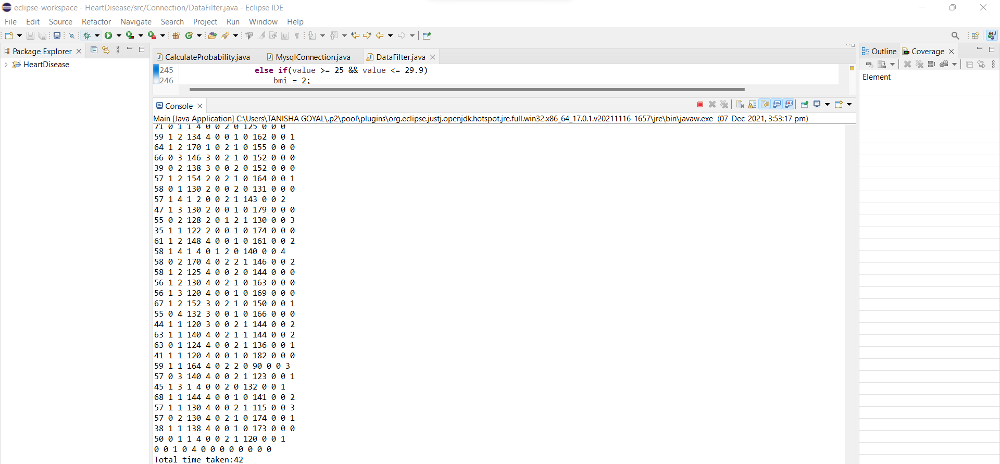 eclipse-workspace - HeartDisease/src/Connection/DataFilter.java - Eclipse IDE
File Edit Source Refactor Navigate Search Project Run Window Help
Package Explorer
HeartDisease
CalculateProbability.java MysqlConnection.java DataFilter.java
245 else if(value >= 25 && value <= 29.9)
246 bmi = 2;
Console
Main [Java Application] C:\Users\TANISHA GOYAL\.p2\pool\plugins\org.eclipse.justj.openjdk.hotspot.jre.full.win32.x86_64_17.0.1.v20211116-1657\jre\bin\javaw.exe (07-Dec-2021, 3:53:17 pm)
71 0 1 1 4 0 0 2 0 125 0 0 0
59 1 2 134 4 0 0 1 0 162 0 0 1
64 1 2 170 1 0 2 1 0 155 0 0 0
66 0 3 146 3 0 2 1 0 152 0 0 0
39 0 2 138 3 0 0 2 0 152 0 0 0
57 1 2 154 2 0 2 1 0 164 0 0 1
58 0 1 130 2 0 0 2 0 131 0 0 0
57 1 4 1 2 0 0 2 1 143 0 0 2
47 1 3 130 2 0 0 1 0 179 0 0 0
55 0 2 128 2 0 1 2 1 130 0 0 3
35 1 1 122 2 0 0 1 0 174 0 0 0
61 1 2 148 4 0 0 1 0 161 0 0 2
58 1 4 1 4 0 1 2 0 140 0 0 4
58 0 2 170 4 0 2 2 1 146 0 0 2
58 1 2 125 4 0 0 2 0 144 0 0 0
56 1 2 130 4 0 2 1 0 163 0 0 0
56 1 3 120 4 0 0 1 0 169 0 0 0
67 1 2 152 3 0 2 1 0 150 0 0 1
55 0 4 132 3 0 0 1 0 166 0 0 0
44 1 1 120 3 0 0 2 1 144 0 0 2
63 1 1 140 4 0 2 1 1 144 0 0 2
63 0 1 124 4 0 0 2 1 136 0 0 1
41 1 1 120 4 0 0 1 0 182 0 0 0
59 1 1 164 4 0 2 2 0 90 0 0 3
57 0 3 140 4 0 0 2 1 123 0 0 1
45 1 3 1 4 0 0 2 0 132 0 0 1
68 1 1 144 4 0 0 1 0 141 0 0 2
57 1 1 130 4 0 0 2 1 115 0 0 3
57 0 2 130 4 0 2 1 0 174 0 0 1
38 1 1 138 4 0 0 1 0 173 0 0 0
50 0 1 1 4 0 0 2 1 120 0 0 1
0 0 1 0 4 0 0 0 0 0 0 0 0
Total time taken:42
Outline Coverage
Element